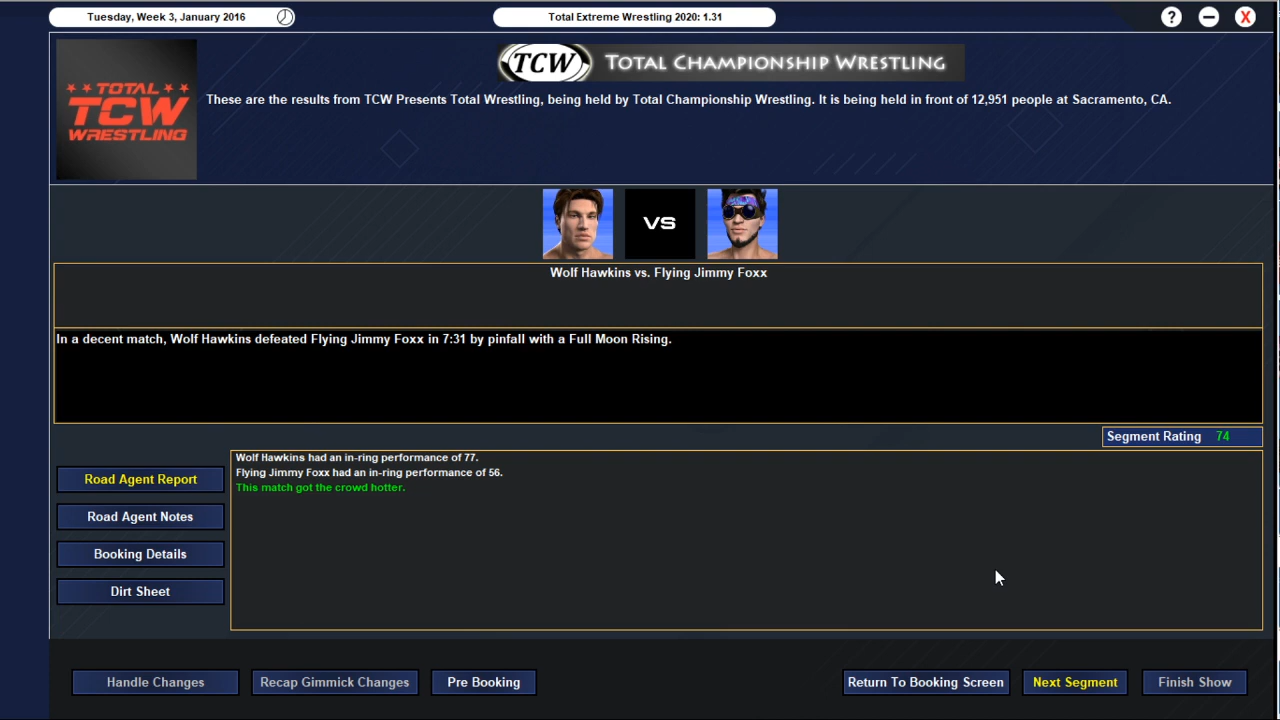 Tuesday, Week 3, January 2016
Total Extreme Wrestling 2020: 1.31
?
X
TOTAL
TCW
WRESTLING
TCW TOTAL CHAMPIONSHIP WRESTLING
These are the results from TCW Presents Total Wrestling, being held by Total Championship Wrestling. It is being held in front of 12,951 people at Sacramento, CA.
VS
Wolf Hawkins vs. Flying Jimmy Foxx
In a decent match, Wolf Hawkins defeated Flying Jimmy Foxx in 7:31 by pinfall with a Full Moon Rising.
Segment Rating 74
Road Agent Report
Road Agent Notes
Booking Details
Dirt Sheet
Wolf Hawkins had an in-ring performance of 77.
Flying Jimmy Foxx had an in-ring performance of 56.
This match got the crowd hotter.
Handle Changes
Recap Gimmick Changes
Pre Booking
Return To Booking Screen
Next Segment
Finish Show